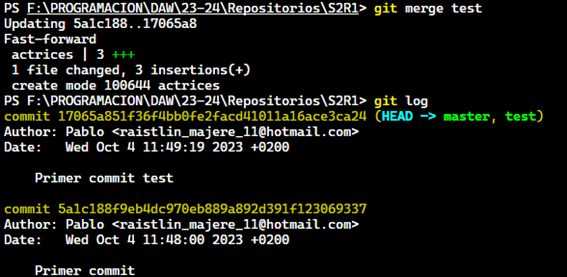 PS F:\PROGRAMACION\DAW\23-24\Repositorios\S2R1> git merge test
Updating 5a1c188..17065a8
Fast-forward
 actrices | 3 +++
 1 file changed, 3 insertions(+)
 create mode 100644 actrices
PS F:\PROGRAMACION\DAW\23-24\Repositorios\S2R1> git log
commit 17065a851f36f4bb0fe2facd41011a16ace3ca24 (HEAD -> master, test)
Author: Pablo <raistlin_majere_11@hotmail.com>
Date:   Wed Oct 4 11:49:19 2023 +0200
    Primer commit test
commit 5a1c188f9eb4dc970eb889a892d391f123069337
Author: Pablo <raistlin_majere_11@hotmail.com>
Date:   Wed Oct 4 11:48:00 2023 +0200
    Primer commit